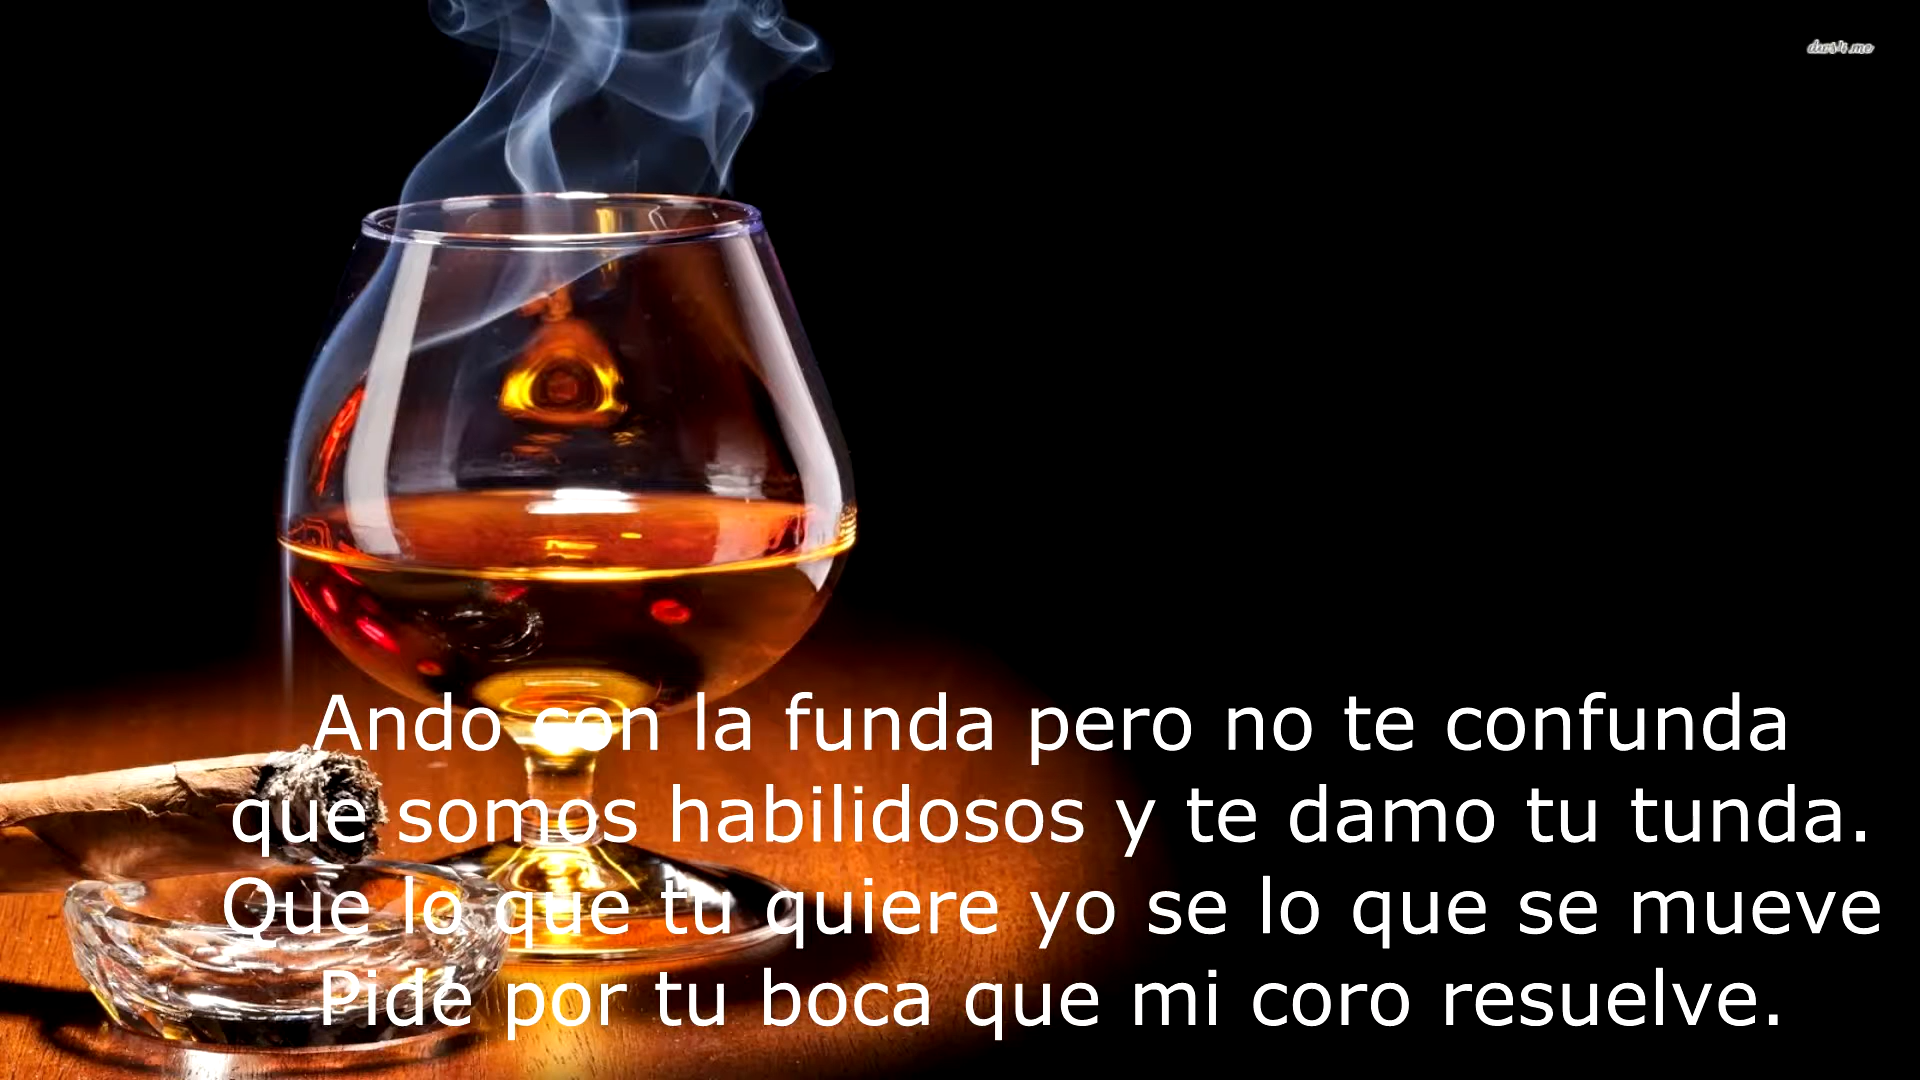 Ando con la funda pero no te confunda
que somos habilidosos y te damo tu tunda.
Que lo que tu quiere yo se lo que se mueve
Pide por tu boca que mi coro resuelve.